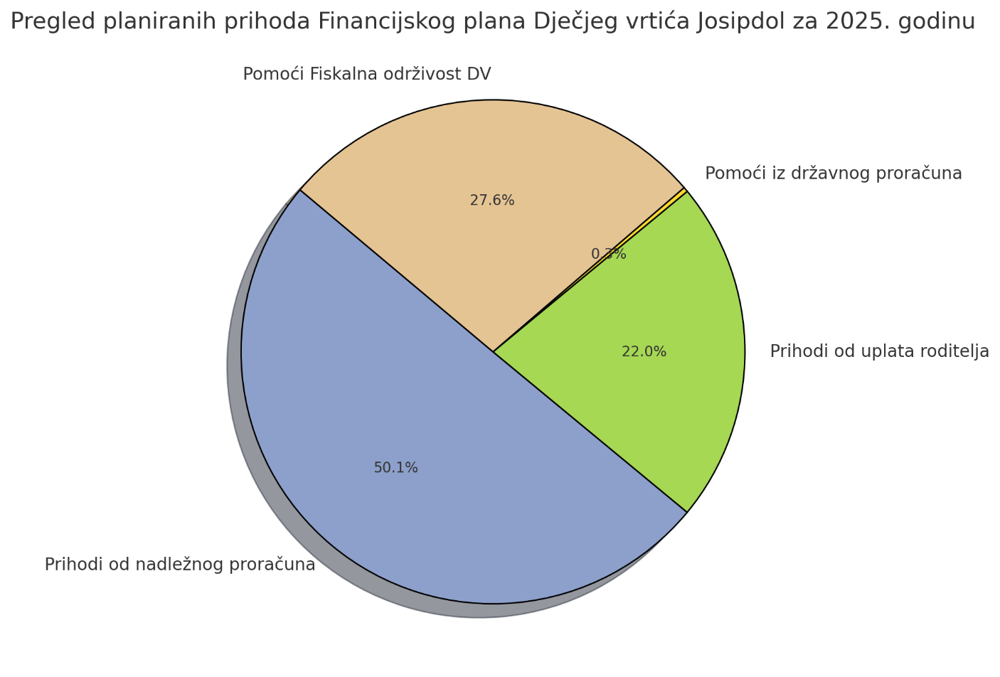 Pregled planiranih prihoda Financijskog plana Dječjeg vrtića Josipdol za 2025. godinu
Pomoći Fiskalna održivost DV
Pomoći iz državnog proračuna
27.6%
0.3%
22.0%
Prihodi od uplata roditelja
50.1%
Prihodi od nadležnog proračuna